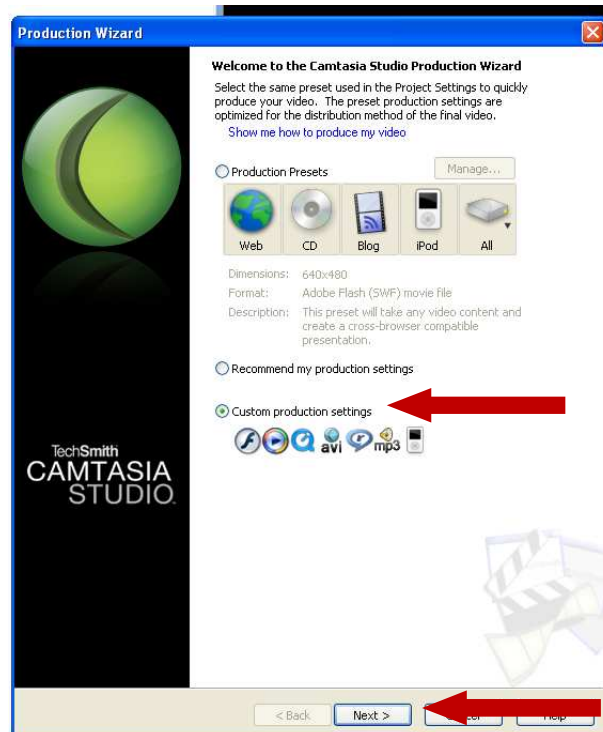 Production Wizard
Welcome to the Camtasia Studio Production Wizard
Select the same preset used in the Project Settings to quickly
produce your video. The preset production settings are
optimized for the distribution method of the final video.
Show me how to produce my video
Production Presets
Manage...
Web CD Blog iPod All
Dimensions: 640x480
Format: Adobe Flash (SWF) movie file
Description: This preset will take any video content and
create a cross-browser compatible
presentation.
Recommend my production settings
Custom production settings
avi mp3
TechSmith
CAMTASIA
STUDIO
< Back Next >